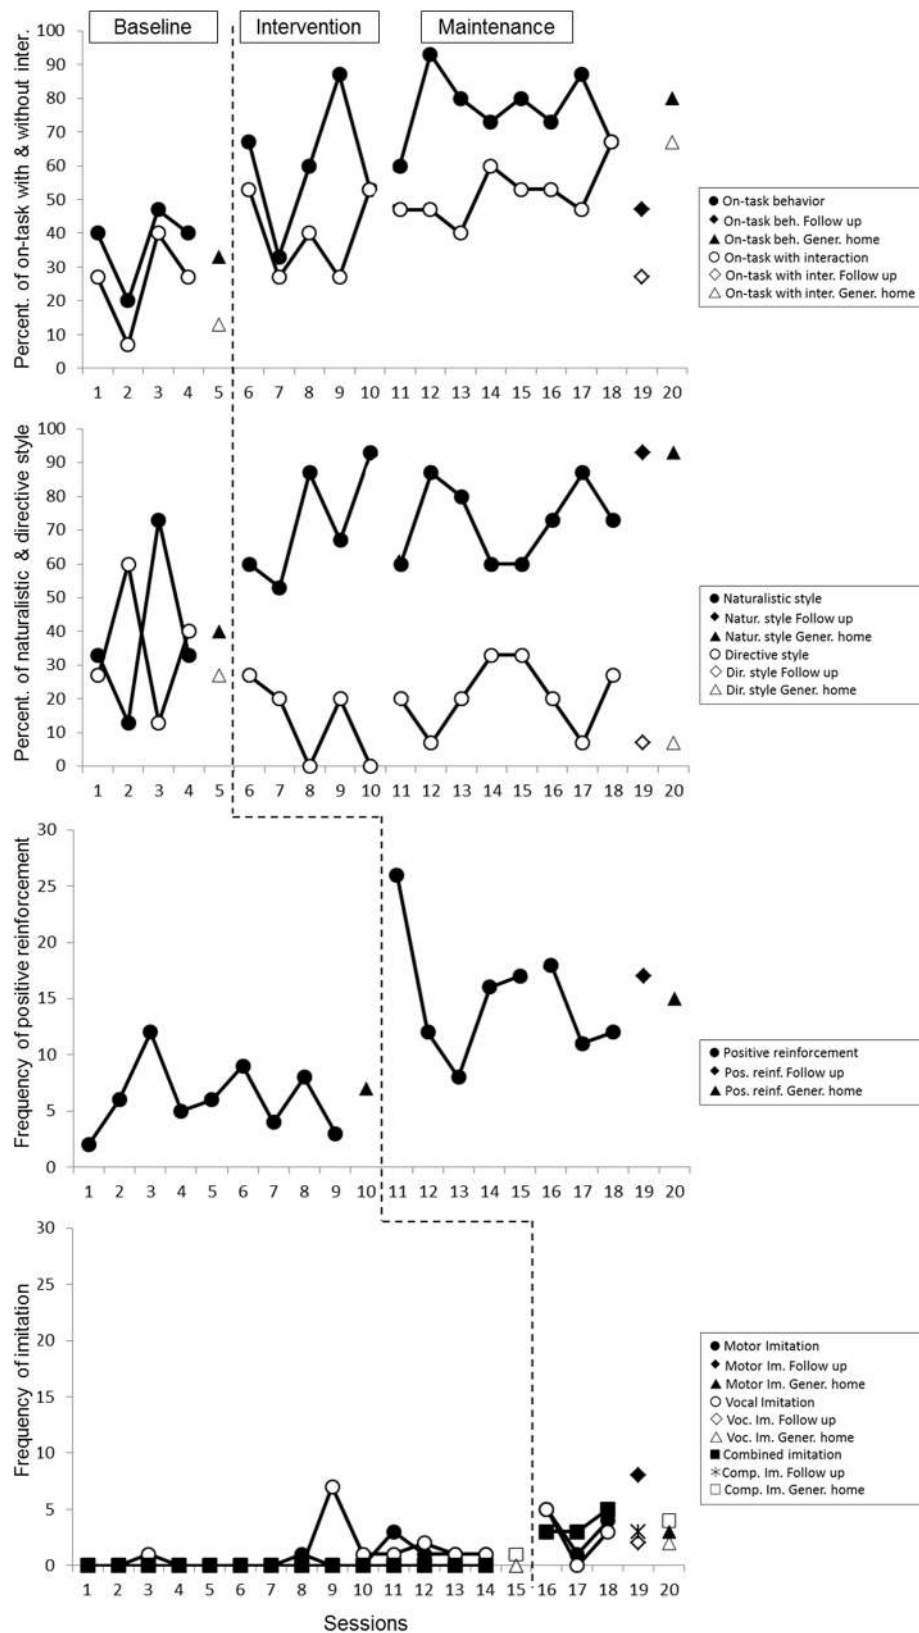 Baseline Intervention Maintenance
Percent. of on-task with & without inter.
100
90
80
70
60
50
40
30
20
10
0
1 2 3 4 5 6 7 8 9 10 11 12 13 14 15 16 17 18 19 20
On-task behavior
On-task beh. Follow up
On-task beh. Gener. home
On-task with interaction
On-task with inter. Follow up
On-task with inter. Gener. home
Percent. of naturalistic & directive style
100
90
80
70
60
50
40
30
20
10
0
1 2 3 4 5 6 7 8 9 10 11 12 13 14 15 16 17 18 19 20
Naturalistic style
Natur. style Follow up
Natur. style Gener. home
Directive style
Dir. style Follow up
Dir. style Gener. home
Frequency of positive reinforcement
30
25
20
15
10
5
0
1 2 3 4 5 6 7 8 9 10 11 12 13 14 15 16 17 18 19 20
Positive reinforcement
Pos. reinf. Follow up
Pos. reinf. Gener. home
Frequency of imitation
30
25
20
15
10
5
0
1 2 3 4 5 6 7 8 9 10 11 12 13 14 15 16 17 18 19 20
Motor Imitation
Motor Im. Follow up
Motor Im. Gener. home
Vocal Imitation
Voc. Im. Follow up
Voc. Im. Gener. home
Combined imitation
Comp. Im. Follow up
Comp. Im. Gener. home
Sessions